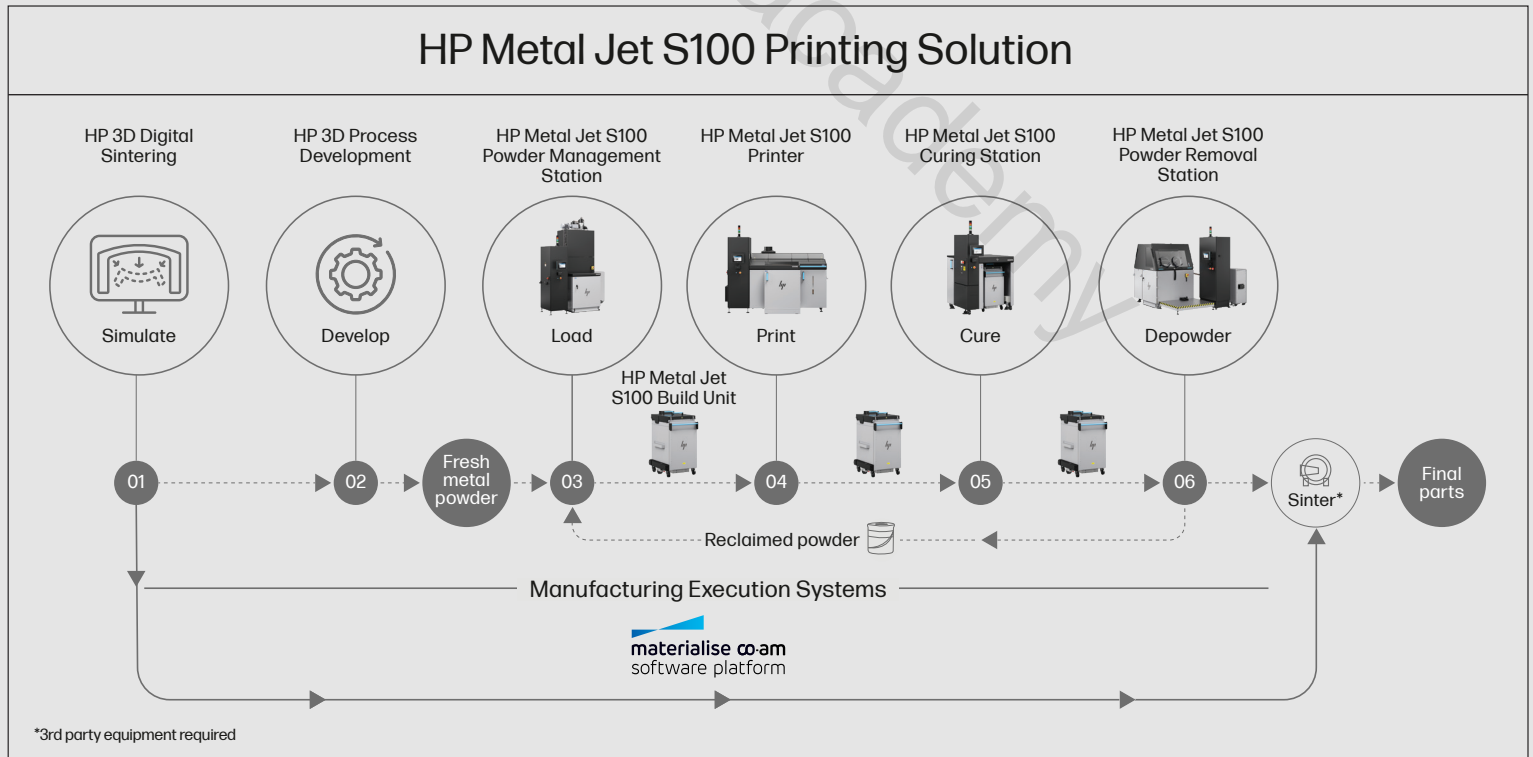 HP Metal Jet S100 Printing Solution
HP 3D Digital
Sintering
HP 3D Process
Development
HP Metal Jet S100
Powder Management
Station
HP Metal Jet S100
Printer
HP Metal Jet S100
Curing Station
HP Metal Jet S100
Powder Removal
Station
Simulate
Develop
Load
Print
Cure
Depowder
HP Metal Jet
S100 Build Unit
01
02
Fresh
metal
powder
03
04
05
06
Sinter*
Final
parts
Reclaimed powder
Manufacturing Execution Systems
materialise co-am
software platform
*3rd party equipment required